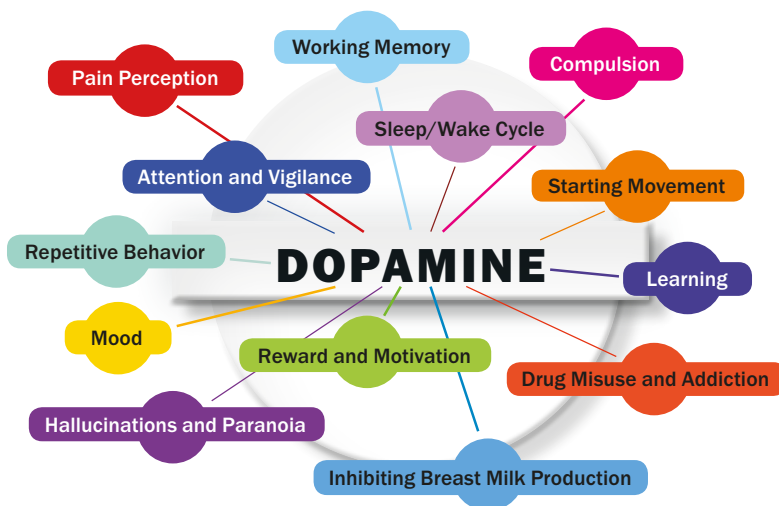 Working Memory
Compulsion
Pain Perception
Sleep/Wake Cycle
Attention and Vigilance
Starting Movement
Repetitive Behavior
DOPAMINE
Learning
Mood
Reward and Motivation
Drug Misuse and Addiction
Hallucinations and Paranoia
Inhibiting Breast Milk Production